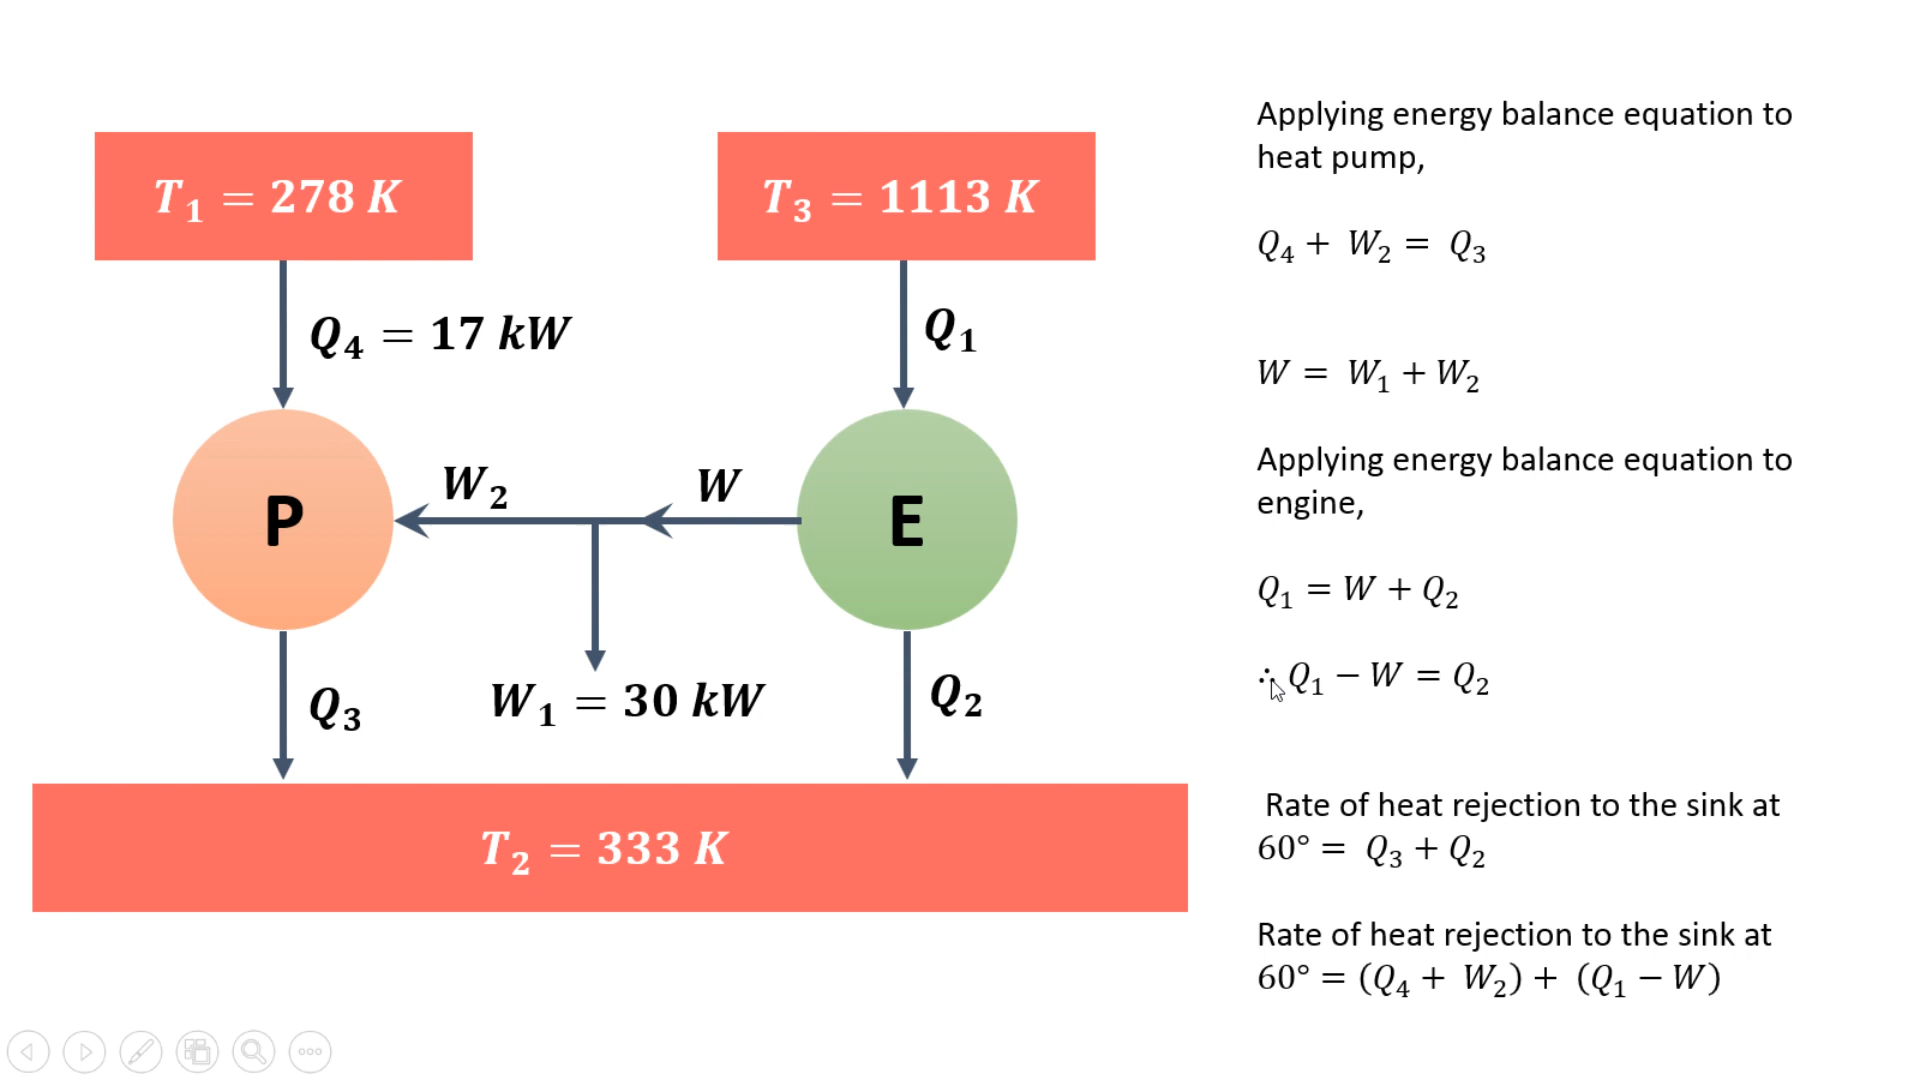 T₁ = 278 K
T₃ = 1113 K
Q₄ = 17 kW
Q₁
P
W₂
W
E
Q₃
W₁ = 30 kW
Q₂
T₂ = 333 K
Applying energy balance equation to
heat pump,
Q₄ + W₂ = Q₃
W = W₁ + W₂
Applying energy balance equation to
engine,
Q₁ = W + Q₂
∴ Q₁ − W = Q₂
Rate of heat rejection to the sink at
60° = Q₃ + Q₂
Rate of heat rejection to the sink at
60° = (Q₄ + W₂) + (Q₁ − W)